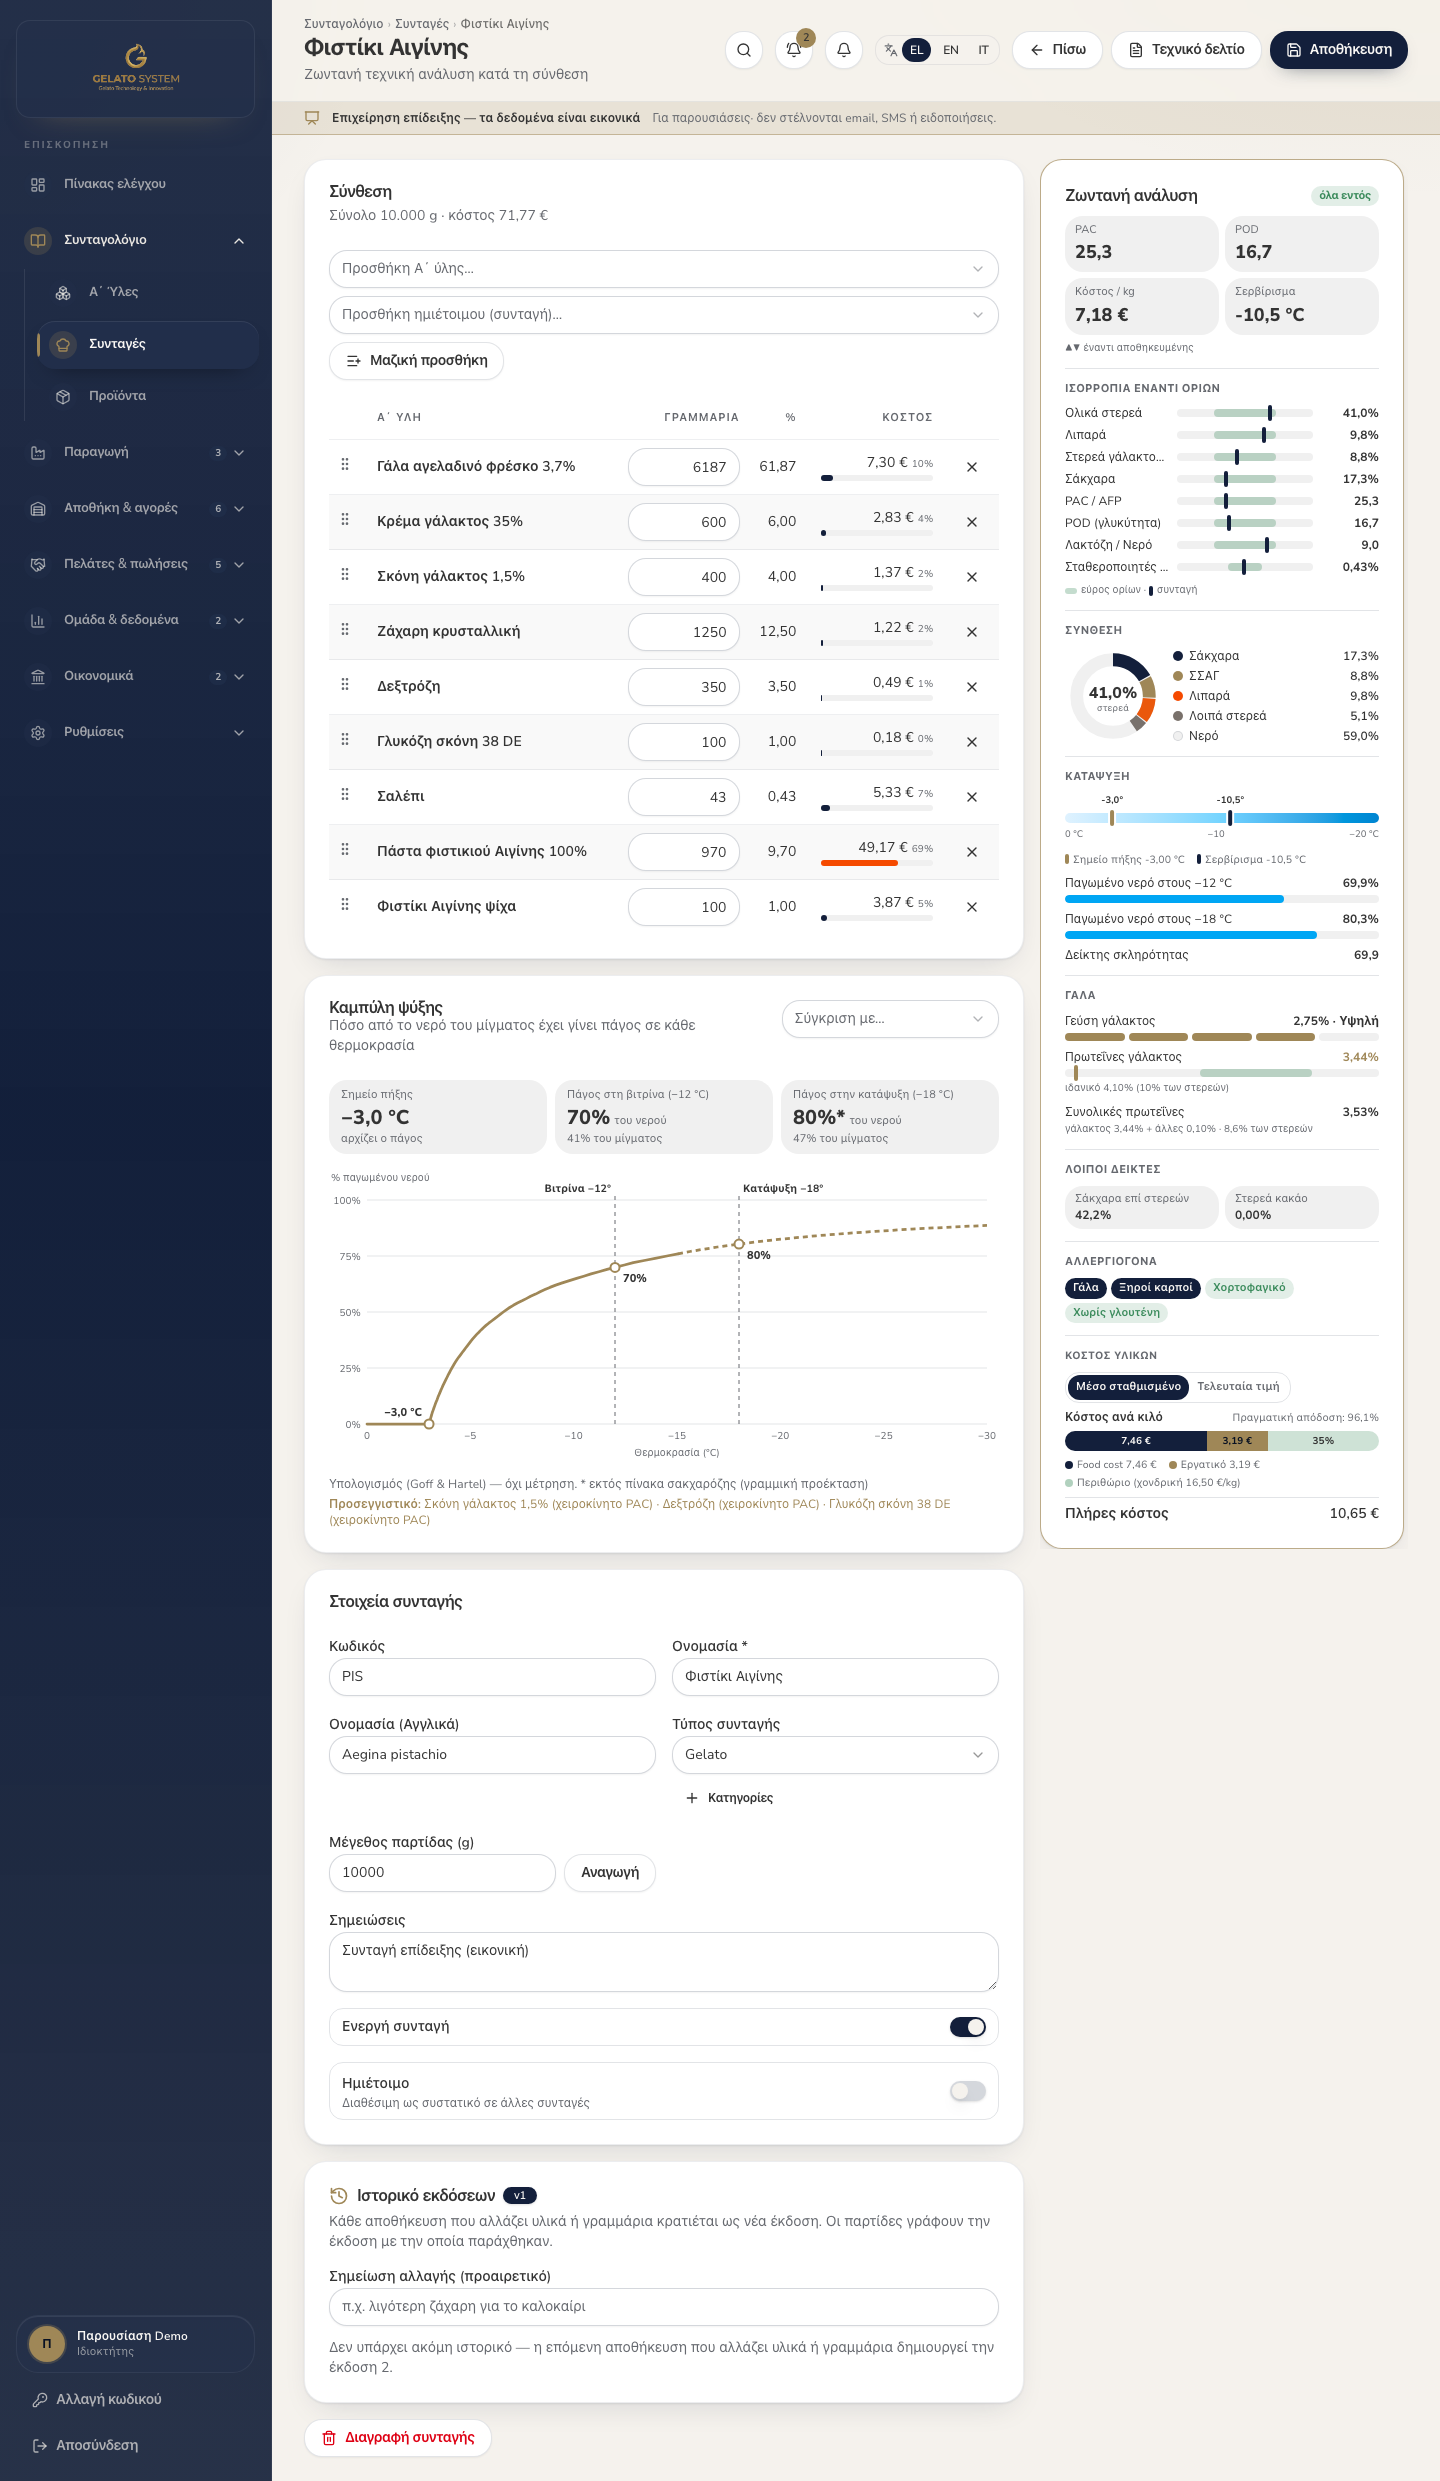 GELATO SYSTEM
Gelato Technology & Innovation
ΕΠΙΣΚΟΠΗΣΗ
Πίνακας ελέγχου
Συνταγολόγιο
Α΄ Ύλες
Συνταγές
Προϊόντα
Παραγωγή 3
Αποθήκη & αγορές 6
Πελάτες & πωλήσεις 5
Ομάδα & δεδομένα 2
Οικονομικά 2
Ρυθμίσεις
Π
Παρουσίαση Demo
Ιδιοκτήτης
Αλλαγή κωδικού
Αποσύνδεση
Συνταγολόγιο › Συνταγές › Φιστίκι Αιγίνης
Φιστίκι Αιγίνης
Ζωντανή τεχνική ανάλυση κατά τη σύνθεση
2
EL EN IT
Πίσω
Τεχνικό δελτίο
Αποθήκευση
Επιχείρηση επίδειξης — τα δεδομένα είναι εικονικά Για παρουσιάσεις· δεν στέλνονται email, SMS ή ειδοποιήσεις.
Σύνθεση
Σύνολο 10.000 g · κόστος 71,77 €
Προσθήκη Α΄ ύλης...
Προσθήκη ημιέτοιμου (συνταγή)...
Μαζική προσθήκη
Α΄ ΥΛΗ ΓΡΑΜΜΑΡΙΑ % ΚΟΣΤΟΣ
Γάλα αγελαδινό φρέσκο 3,7% 6187 61,87 7,30 € 10%
Κρέμα γάλακτος 35% 600 6,00 2,83 € 4%
Σκόνη γάλακτος 1,5% 400 4,00 1,37 € 2%
Ζάχαρη κρυσταλλική 1250 12,50 1,22 € 2%
Δεξτρόζη 350 3,50 0,49 € 1%
Γλυκόζη σκόνη 38 DE 100 1,00 0,18 € 0%
Σαλέπι 43 0,43 5,33 € 7%
Πάστα φιστικιού Αιγίνης 100% 970 9,70 49,17 € 69%
Φιστίκι Αιγίνης ψίχα 100 1,00 3,87 € 5%
Καμπύλη ψύξης
Πόσο από το νερό του μίγματος έχει γίνει πάγος σε κάθε
θερμοκρασία
Σύγκριση με...
Σημείο πήξης
−3,0 °C
αρχίζει ο πάγος
Πάγος στη βιτρίνα (−12 °C)
70% του νερού
41% του μίγματος
Πάγος στην κατάψυξη (−18 °C)
80%* του νερού
47% του μίγματος
% παγωμένου νερού
Βιτρίνα −12° Κατάψυξη −18°
100%
75%
50%
25%
0%
80%
70%
−3,0 °C
0 −5 −10 −15 −20 −25 −30
Θερμοκρασία (°C)
Υπολογισμός (Goff & Hartel) — όχι μέτρηση. * εκτός πίνακα σακχαρόζης (γραμμική προέκταση)
Προσεγγιστικό: Σκόνη γάλακτος 1,5% (χειροκίνητο PAC) · Δεξτρόζη (χειροκίνητο PAC) · Γλυκόζη σκόνη 38 DE
(χειροκίνητο PAC)
Στοιχεία συνταγής
Κωδικός
PIS
Ονομασία *
Φιστίκι Αιγίνης
Ονομασία (Αγγλικά)
Aegina pistachio
Τύπος συνταγής
Gelato
Κατηγορίες
Μέγεθος παρτίδας (g)
10000
Αναγωγή
Σημειώσεις
Συνταγή επίδειξης (εικονική)
Ενεργή συνταγή
Ημιέτοιμο
Διαθέσιμη ως συστατικό σε άλλες συνταγές
Ιστορικό εκδόσεων v1
Κάθε αποθήκευση που αλλάζει υλικά ή γραμμάρια κρατιέται ως νέα έκδοση. Οι παρτίδες γράφουν την
έκδοση με την οποία παράχθηκαν.
Σημείωση αλλαγής (προαιρετικό)
π.χ. λιγότερη ζάχαρη για το καλοκαίρι
Δεν υπάρχει ακόμη ιστορικό — η επόμενη αποθήκευση που αλλάζει υλικά ή γραμμάρια δημιουργεί την
έκδοση 2.
Διαγραφή συνταγής
Ζωντανή ανάλυση
όλα εντός
PAC
25,3
POD
16,7
Κόστος / kg
7,18 €
Σερβίρισμα
-10,5 °C
▲▼ έναντι αποθηκευμένης
ΙΣΟΡΡΟΠΙΑ ΕΝΑΝΤΙ ΟΡΙΩΝ
Ολικά στερεά 41,0%
Λιπαρά 9,8%
Στερεά γάλακτο... 8,8%
Σάκχαρα 17,3%
PAC / AFP 25,3
POD (γλυκύτητα) 16,7
Λακτόζη / Νερό 9,0
Σταθεροποιητές ... 0,43%
εύρος ορίων · συνταγή
ΣΥΝΘΕΣΗ
41,0%
στερεά
Σάκχαρα 17,3%
ΣΣΑΓ 8,8%
Λιπαρά 9,8%
Λοιπά στερεά 5,1%
Νερό 59,0%
ΚΑΤΑΨΥΞΗ
-3,0° -10,5°
0 °C −10 −20 °C
Σημείο πήξης -3,00 °C Σερβίρισμα -10,5 °C
Παγωμένο νερό στους −12 °C 69,9%
Παγωμένο νερό στους −18 °C 80,3%
Δείκτης σκληρότητας 69,9
ΓΑΛΑ
Γεύση γάλακτος 2,75% · Υψηλή
Πρωτεΐνες γάλακτος 3,44%
ιδανικό 4,10% (10% των στερεών)
Συνολικές πρωτεΐνες 3,53%
γάλακτος 3,44% + άλλες 0,10% · 8,6% των στερεών
ΛΟΙΠΟΙ ΔΕΙΚΤΕΣ
Σάκχαρα επί στερεών
42,2%
Στερεά κακάο
0,00%
ΑΛΛΕΡΓΙΟΓΟΝΑ
Γάλα Ξηροί καρποί Χορτοφαγικό
Χωρίς γλουτένη
ΚΟΣΤΟΣ ΥΛΙΚΩΝ
Μέσο σταθμισμένο Τελευταία τιμή
Κόστος ανά κιλό Πραγματική απόδοση: 96,1%
7,46 € 3,19 € 35%
Food cost 7,46 € Εργατικό 3,19 €
Περιθώριο (χονδρική 16,50 €/kg)
Πλήρες κόστος 10,65 €